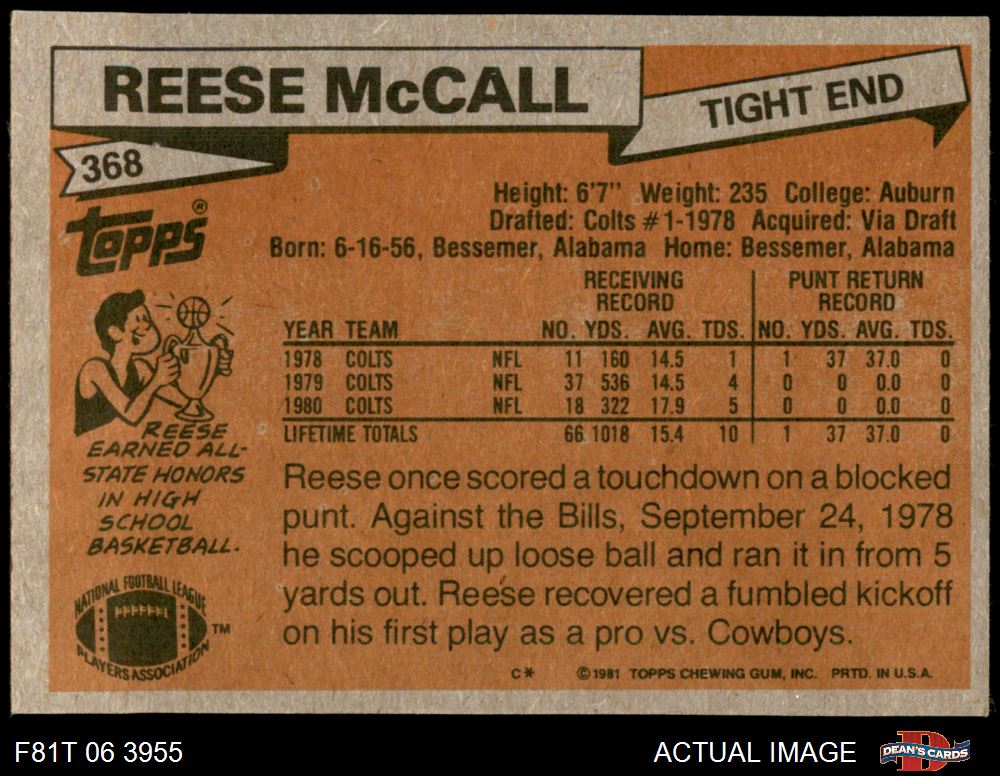 REESE McCALL
TIGHT END
368
Topps®
Height: 6'7" Weight: 235 College: Auburn
Drafted: Colts #1-1978 Acquired: Via Draft
Born: 6-16-56, Bessemer, Alabama Home: Bessemer, Alabama
RECEIVING RECORD PUNT RETURN RECORD
YEAR TEAM NO. YDS. AVG. TDS. NO. YDS. AVG. TDS.
1978 COLTS NFL 11 160 14.5 1 1 37 37.0 0
1979 COLTS NFL 37 536 14.5 4 0 0 0.0 0
1980 COLTS NFL 18 322 17.9 5 0 0 0.0 0
LIFETIME TOTALS 66 1018 15.4 10 1 37 37.0 0
REESE
EARNED ALL-
STATE HONORS
IN HIGH
SCHOOL
BASKETBALL.
Reese once scored a touchdown on a blocked
punt. Against the Bills, September 24, 1978
he scooped up loose ball and ran it in from 5
yards out. Reese recovered a fumbled kickoff
on his first play as a pro vs. Cowboys.
NATIONAL FOOTBALL LEAGUE
PLAYERS ASSOCIATION
TM
C* ©1981 TOPPS CHEWING GUM, INC. PRTD. IN U.S.A.
F81T 06 3955
ACTUAL IMAGE
D
DEAN'S CARDS